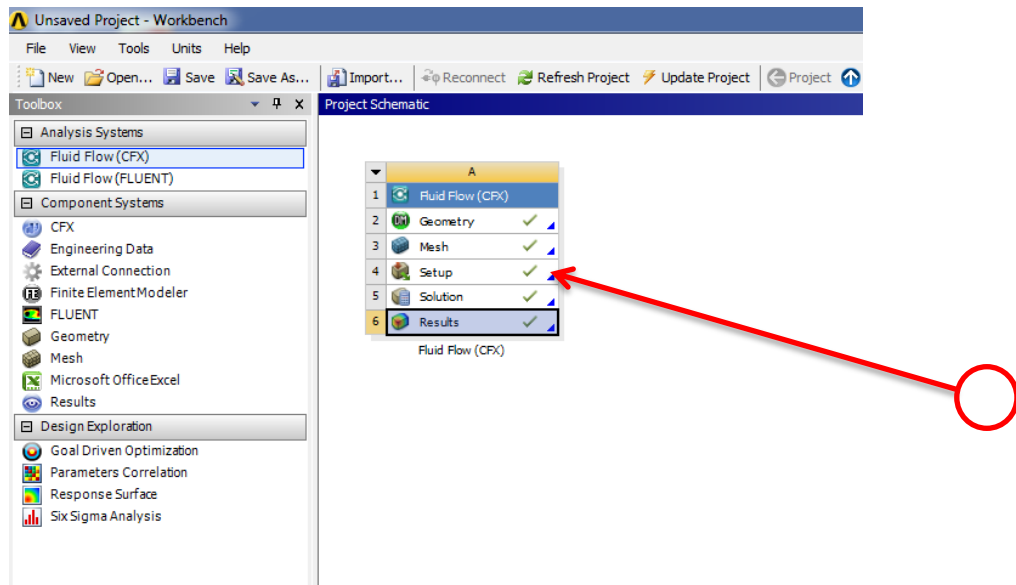 Unsaved Project - Workbench
File View Tools Units Help
New Open... Save Save As... Import... Reconnect Refresh Project Update Project Project
Toolbox
Project Schematic
Analysis Systems
Fluid Flow (CFX)
Fluid Flow (FLUENT)
Component Systems
CFX
Engineering Data
External Connection
Finite Element Modeler
FLUENT
Geometry
Mesh
Microsoft Office Excel
Results
Design Exploration
Goal Driven Optimization
Parameters Correlation
Response Surface
Six Sigma Analysis
A
1 Fluid Flow (CFX)
2 Geometry
3 Mesh
4 Setup
5 Solution
6 Results
Fluid Flow (CFX)